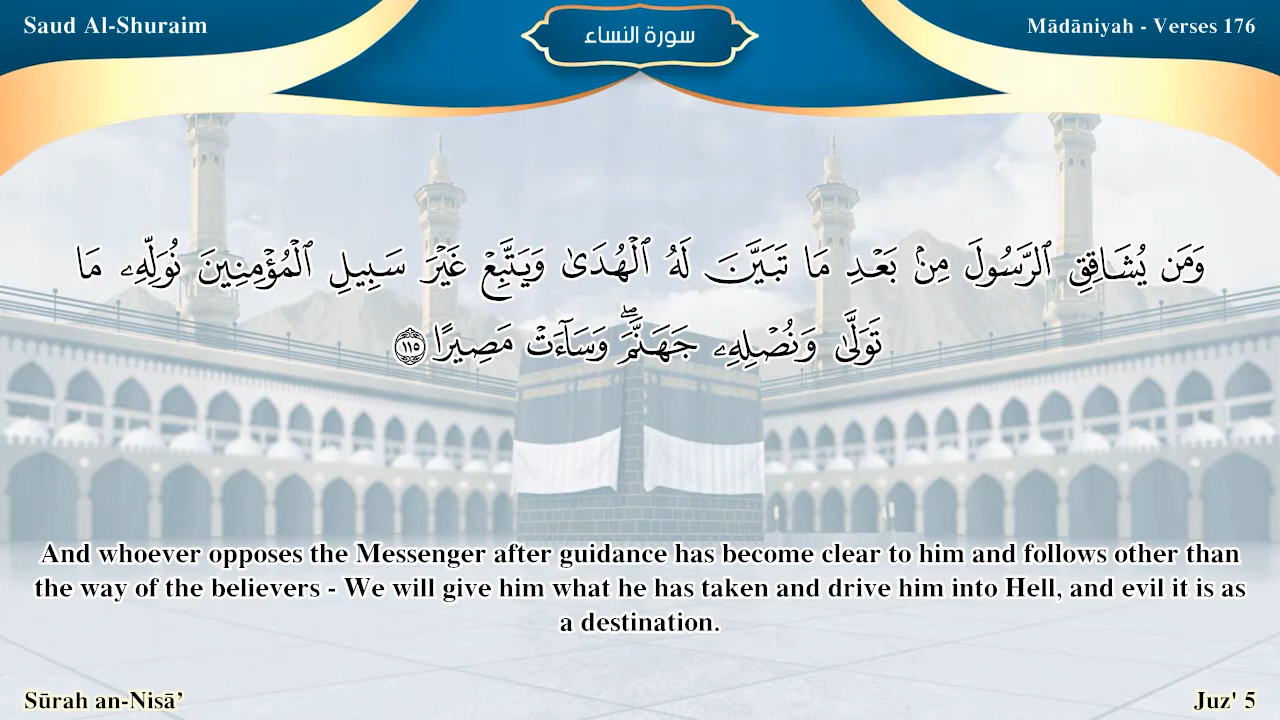 Saud Al-Shuraim
سورة النساء
Mādāniyah - Verses 176
وَمَن يُشَاقِقِ ٱلرَّسُولَ مِنۢ بَعْدِ مَا تَبَيَّنَ لَهُ ٱلْهُدَىٰ وَيَتَّبِعْ غَيْرَ سَبِيلِ ٱلْمُؤْمِنِينَ نُوَلِّهِۦ مَا
تَوَلَّىٰ وَنُصْلِهِۦ جَهَنَّمَ ۖ وَسَآءَتْ مَصِيرًا ١١٥
And whoever opposes the Messenger after guidance has become clear to him and follows other than
the way of the believers - We will give him what he has taken and drive him into Hell, and evil it is as
a destination.
Sūrah an-Nisā’
Juz' 5